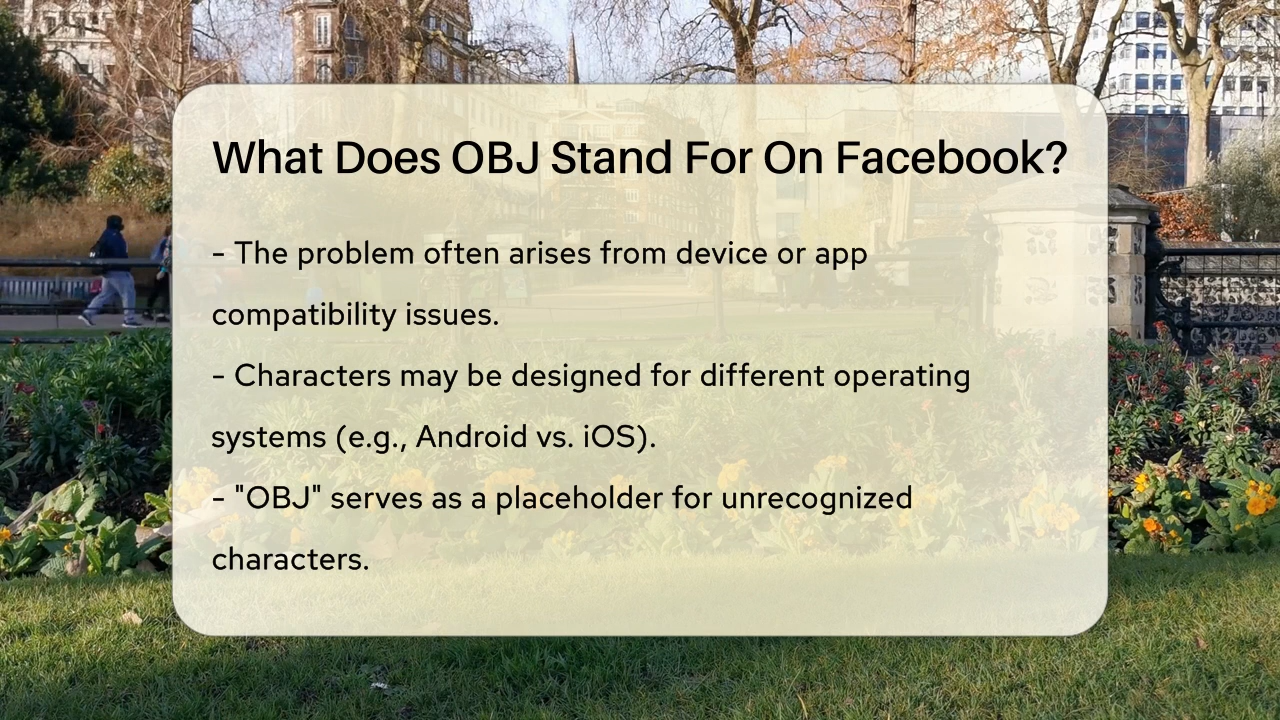 What Does OBJ Stand For On Facebook?
- The problem often arises from device or app
compatibility issues.
- Characters may be designed for different operating
systems (e.g., Android vs. iOS).
- "OBJ" serves as a placeholder for unrecognized
characters.